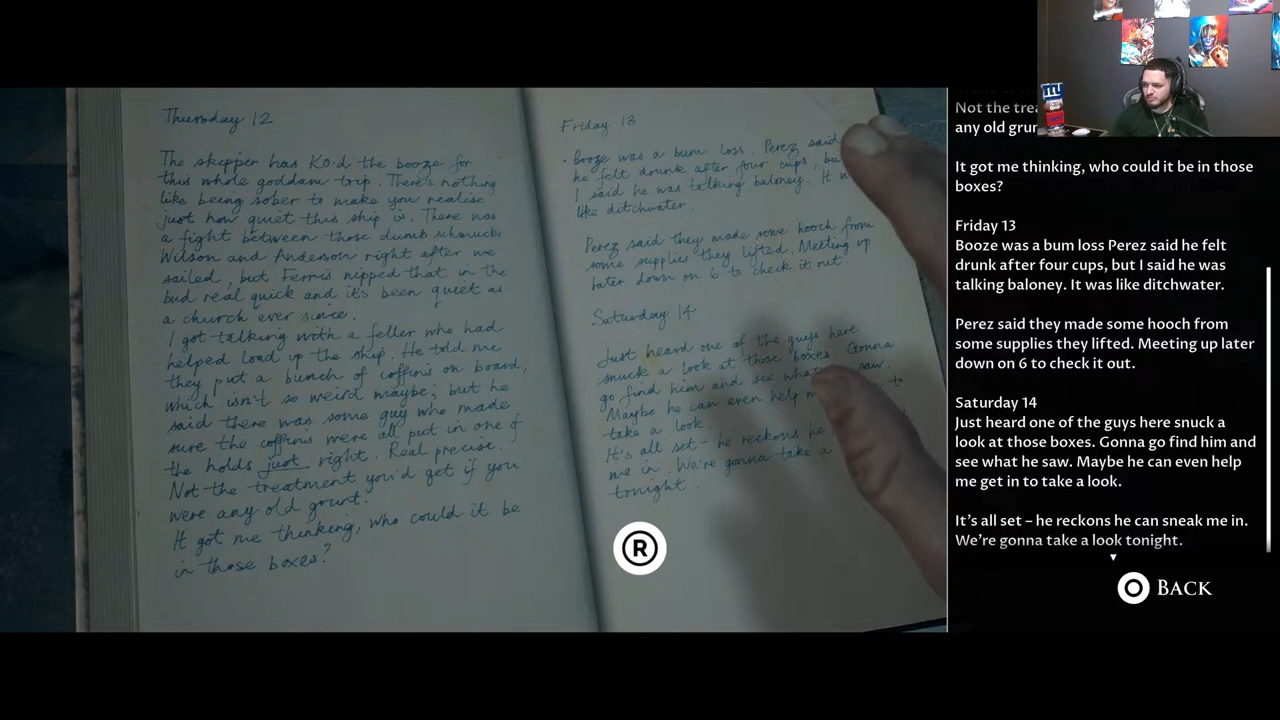 Thursday 12
The skipper has KO'd the booze for
this whole goddam trip. There's nothing
like being sober to make you realise
just how quiet this ship is. There was
a fight between those dumb schmucks
Wilson and Anderson right after we
sailed, but Ferris nipped that in the
bud real quick and it's been quiet as
a church ever since.
I got talking with a feller who had
helped load up the ship. He told me
they put a bunch of coffins on board,
which isn't so weird maybe; but he
said there was some guy who made
sure the coffins were all put in one of
the holds just right. Real precise.
Not the treatment you'd get if you
were any old grunt.
It got me thinking, who could it be
in those boxes?
Friday 13
Booze was a bum loss. Perez said
he felt drunk after four cups, bu
I said he was talking baloney. It w
like ditchwater.
Perez said they made some hooch from
some supplies they lifted. Meeting up
later down on 6 to check it out.
Saturday 14
Just heard one of the guys here
snuck a look at those boxes. Gonna
go find him and see what saw.
Maybe he can even help m to
take a look
It's all set – he reckons he
me in. We're gonna take a
tonight.
®
Not the trea
any old grun
It got me thinking, who could it be in those
boxes?
Friday 13
Booze was a bum loss Perez said he felt
drunk after four cups, but I said he was
talking baloney. It was like ditchwater.
Perez said they made some hooch from
some supplies they lifted. Meeting up later
down on 6 to check it out.
Saturday 14
Just heard one of the guys here snuck a
look at those boxes. Gonna go find him and
see what he saw. Maybe he can even help
me get in to take a look.
It's all set – he reckons he can sneak me in.
We're gonna take a look tonight.
BACK